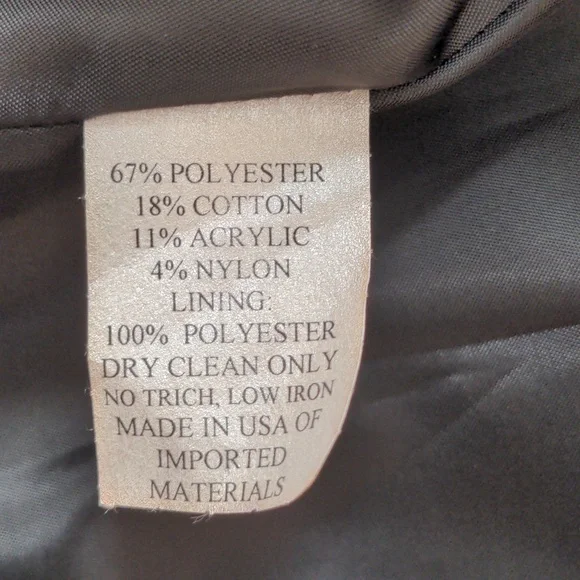 67% POLYESTER
18% COTTON
11% ACRYLIC
4% NYLON
LINING:
100% POLYESTER
DRY CLEAN ONLY
NO TRICH, LOW IRON
MADE IN USA OF
IMPORTED
MATERIALS